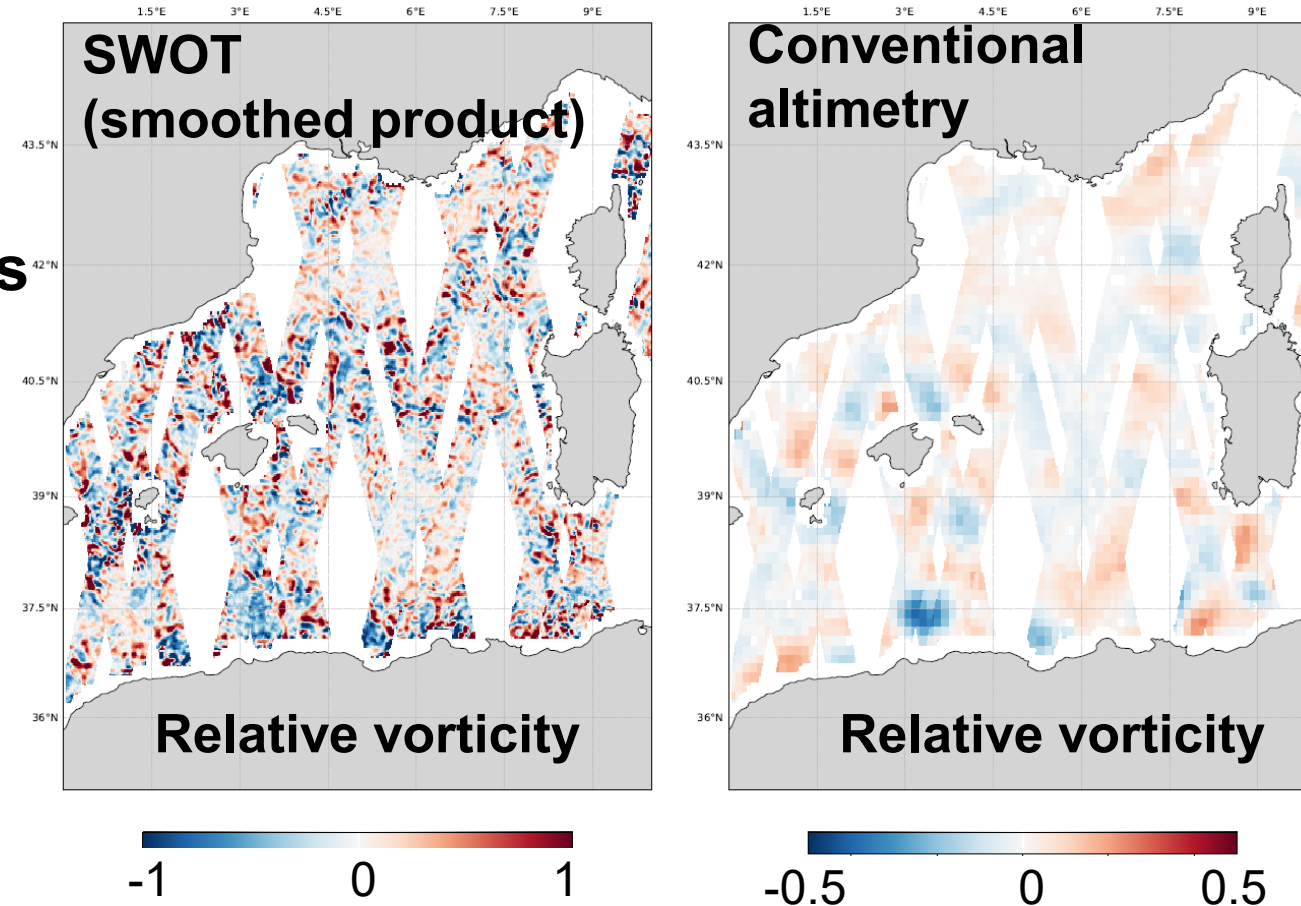 1.5°E 3°E 4.5°E 6°E 7.5°E 9°E
SWOT
(smoothed product)
43.5°N
42°N
40.5°N
39°N
37.5°N
36°N
Relative vorticity
-1 0 1
s
1.5°E 3°E 4.5°E 6°E 7.5°E 9°E
Conventional
altimetry
43.5°N
42°N
40.5°N
39°N
37.5°N
36°N
Relative vorticity
-0.5 0 0.5